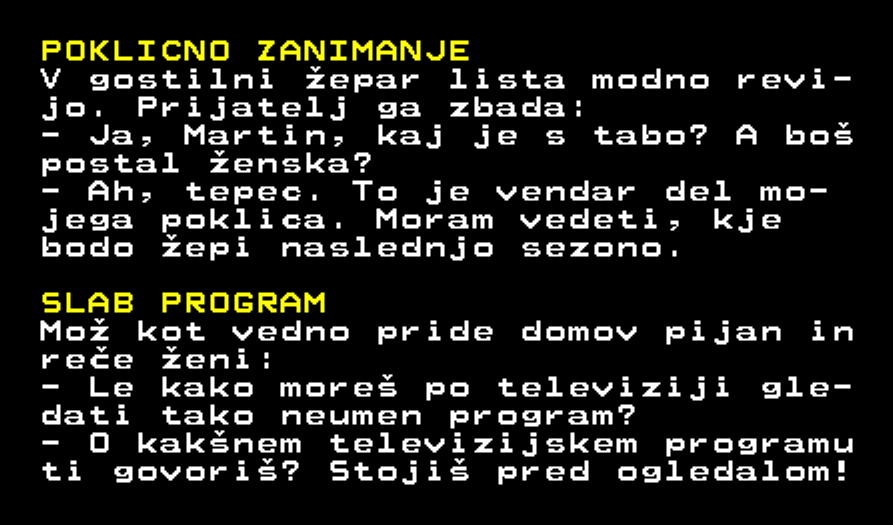 POKLICNO ZANIMANJE
V gostilni žepar lista modno revi-
jo. Prijatelj ga zbada:
- Ja, Martin, kaj je s tabo? A boš
postal ženska?
- Ah, tepec. To je vendar del mo-
jega poklica. Moram vedeti, kje
bodo žepi naslednjo sezono.
SLAB PROGRAM
Mož kot vedno pride domov pijan in
reče ženi:
- Le kako moreš po televiziji gle-
dati tako neumen program?
- O kakšnem televizijskem programu
ti govoriš? Stojiš pred ogledalom!